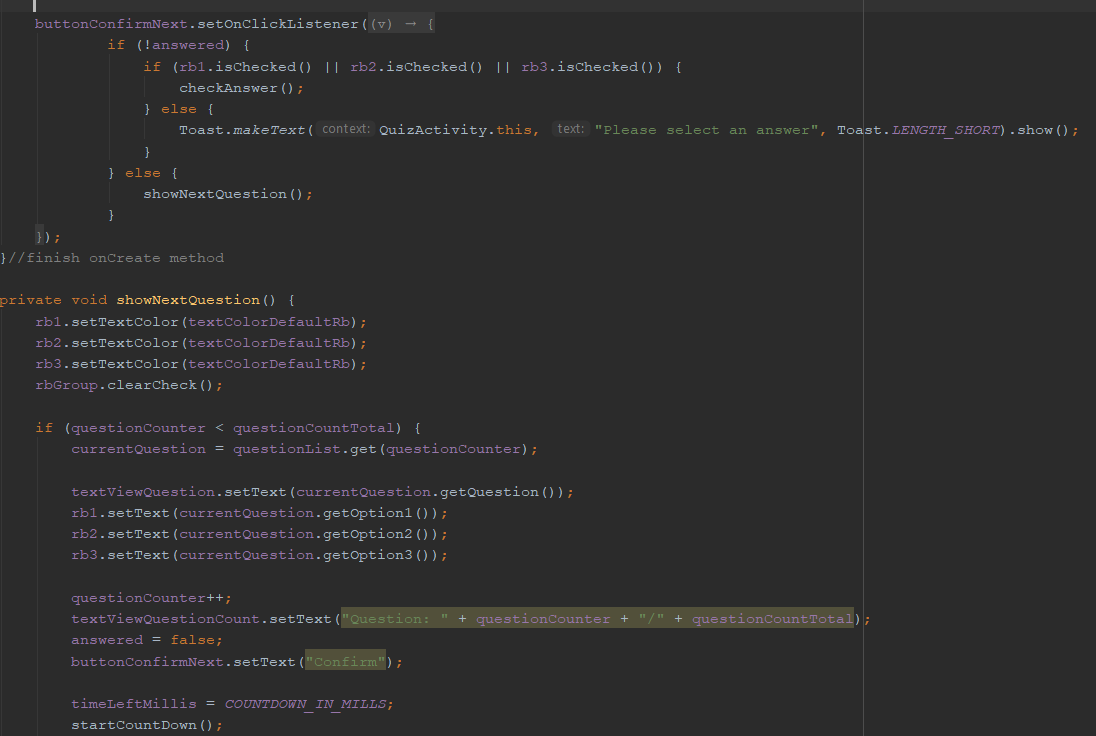 buttonConfirmNext.setOnClickListener((v) → {
if (!answered) {
if (rb1.isChecked() || rb2.isChecked() || rb3.isChecked()) {
checkAnswer();
} else {
Toast.makeText( context: QuizActivity.this, text: "Please select an answer", Toast.LENGTH_SHORT).show();
}
} else {
showNextQuestion();
}
});
}//finish onCreate method
private void showNextQuestion() {
rb1.setTextColor(textColorDefaultRb);
rb2.setTextColor(textColorDefaultRb);
rb3.setTextColor(textColorDefaultRb);
rbGroup.clearCheck();
if (questionCounter < questionCountTotal) {
currentQuestion = questionList.get(questionCounter);
textViewQuestion.setText(currentQuestion.getQuestion());
rb1.setText(currentQuestion.getOption1());
rb2.setText(currentQuestion.getOption2());
rb3.setText(currentQuestion.getOption3());
questionCounter++;
textViewQuestionCount.setText("Question: " + questionCounter + "/" + questionCountTotal);
answered = false;
buttonConfirmNext.setText("Confirm");
timeLeftMillis = COUNTDOWN_IN_MILLS;
startCountDown();